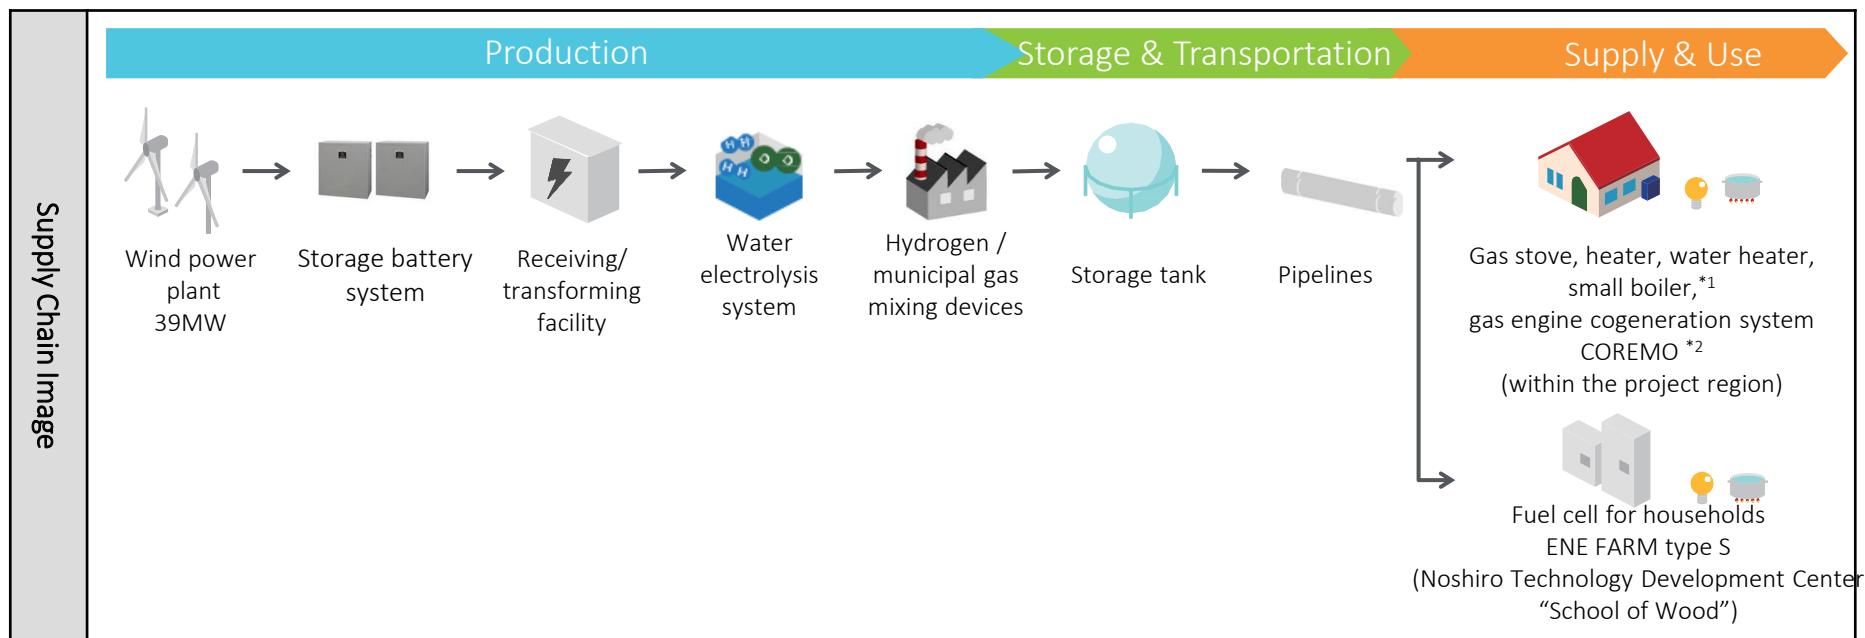 Supply Chain Image
Production
Storage & Transportation
Supply & Use
Wind power
plant
39MW
Storage battery
system
Receiving/
transforming
facility
Water
electrolysis
system
Hydrogen /
municipal gas
mixing devices
Storage tank
Pipelines
Gas stove, heater, water heater,
small boiler,*1
gas engine cogeneration system
COREMO *2
(within the project region)
Fuel cell for households
ENE FARM type S
(Noshiro Technology Development Center
“School of Wood”)
H H
H H
O O